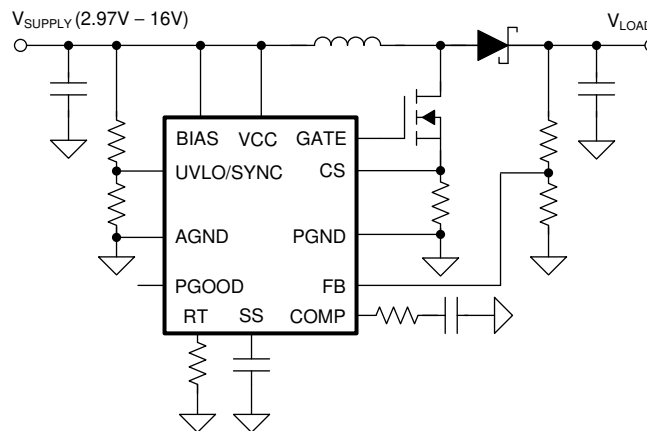 VSUPPLY (2.97V – 16V)
VLOAD
BIAS VCC GATE
UVLO/SYNC CS
AGND PGND
PGOOD FB
RT SS COMP